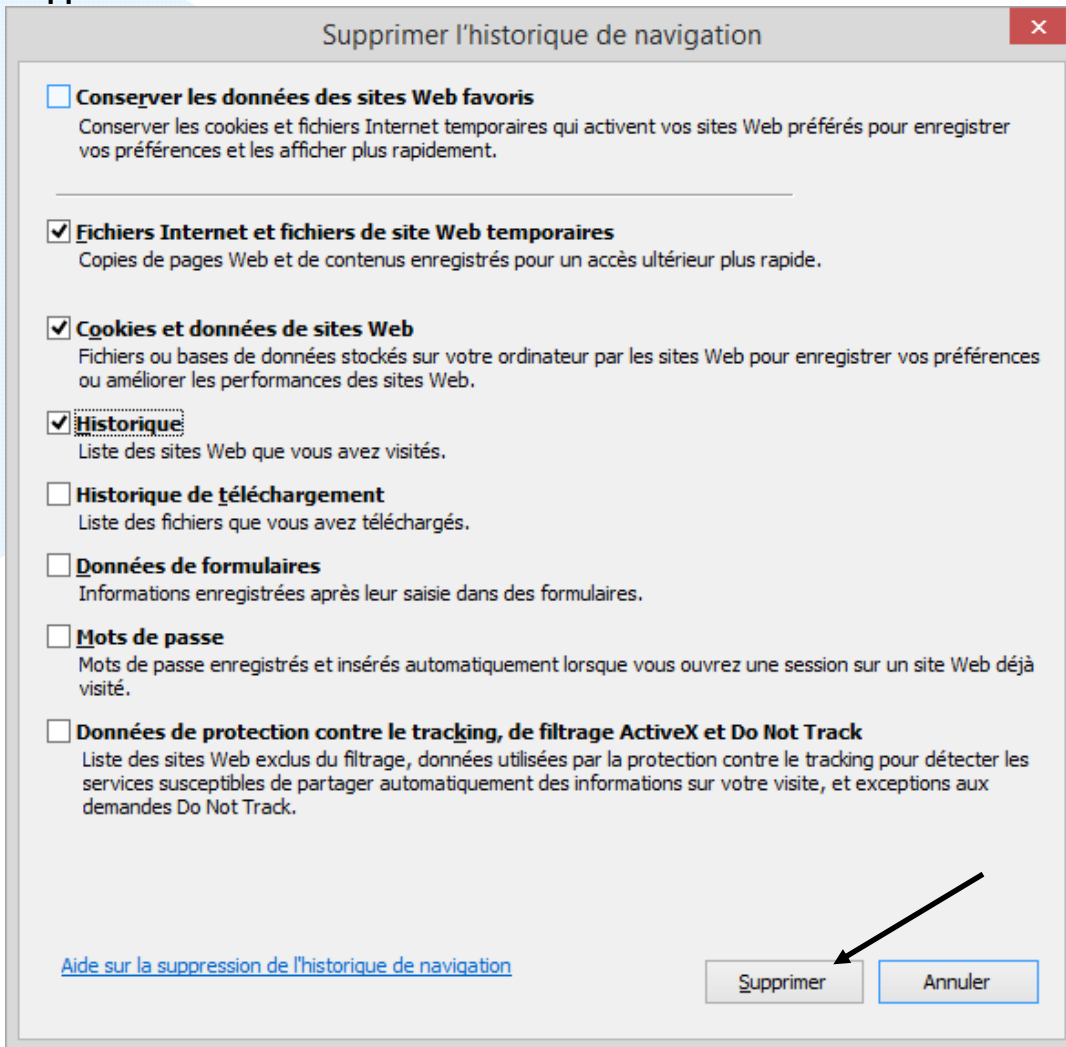 Supprimer l'historique de navigation
Conserver les données des sites Web favoris
Conserver les cookies et fichiers Internet temporaires qui activent vos sites Web préférés pour enregistrer
vos préférences et les afficher plus rapidement.
Fichiers Internet et fichiers de site Web temporaires
Copies de pages Web et de contenus enregistrés pour un accès ultérieur plus rapide.
Cookies et données de sites Web
Fichiers ou bases de données stockés sur votre ordinateur par les sites Web pour enregistrer vos préférences
ou améliorer les performances des sites Web.
Historique
Liste des sites Web que vous avez visités.
Historique de téléchargement
Liste des fichiers que vous avez téléchargés.
Données de formulaires
Informations enregistrées après leur saisie dans des formulaires.
Mots de passe
Mots de passe enregistrés et insérés automatiquement lorsque vous ouvrez une session sur un site Web déjà
visité.
Données de protection contre le tracking, de filtrage ActiveX et Do Not Track
Liste des sites Web exclus du filtrage, données utilisées par la protection contre le tracking pour détecter les
services susceptibles de partager automatiquement des informations sur votre visite, et exceptions aux
demandes Do Not Track.
Aide sur la suppression de l'historique de navigation
Supprimer Annuler